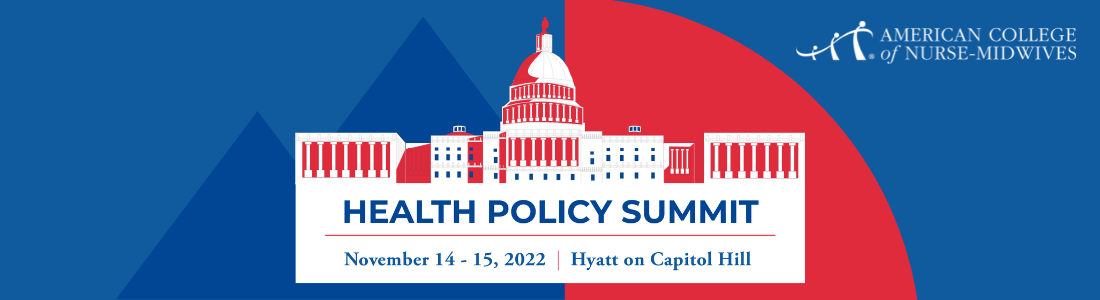 AMERICAN COLLEGE
of NURSE-MIDWIVES
HEALTH POLICY SUMMIT
November 14 - 15, 2022 | Hyatt on Capitol Hill